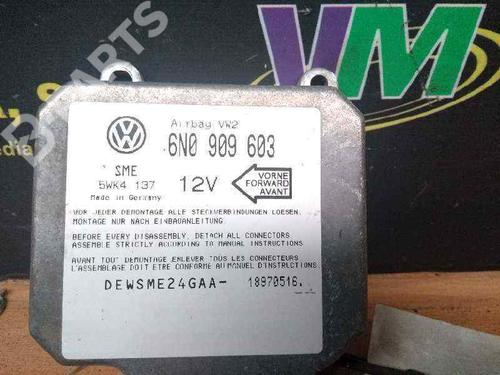 B PARTS
VM
media
Airbag VW2
6N0 909 603
SME
5WK4 137
Made in Germany
12V
VORNE
FORWARD
AVANT
VOR JEDER DEMONTAGE ALLE STECKVERBINDUNGEN LOESEN.
MONTAGE NUR NACH EINBAUANLEITUNG.
BEFORE EVERY DISASSEMBLY, DETACH ALL CONNECTORS
ASSEMBLE STRICTLY ACCORDING TO MANUAL INSTRUCTIONS
AVANT TOUT DEMONTAGE ENLEVER TOUS LES CONNECTEURS
L'ASSEMBLAGE DOIT ETRE CONFORME AU MANUEL D'INSTRUCTIONS
DEWSME24GAA- 18970516.